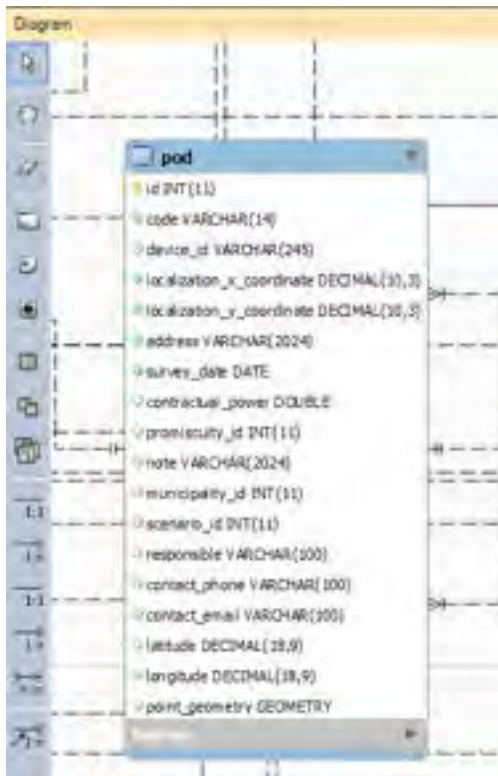 Diagram
pod
id INT(11)
code VARCHAR(14)
device_id VARCHAR(245)
localization_x_coordinate DECIMAL(10,3)
localization_y_coordinate DECIMAL(10,3)
address VARCHAR(2024)
survey_date DATE
contractual_power DOUBLE
promiscuity_id INT(11)
note VARCHAR(2024)
municipality_id INT(11)
scenario_id INT(11)
responsible VARCHAR(100)
contact_phone VARCHAR(100)
contact_email VARCHAR(100)
latitude DECIMAL(18,9)
longitude DECIMAL(18,9)
point_geometry GEOMETRY
1:1
1:n
1:1
1:n